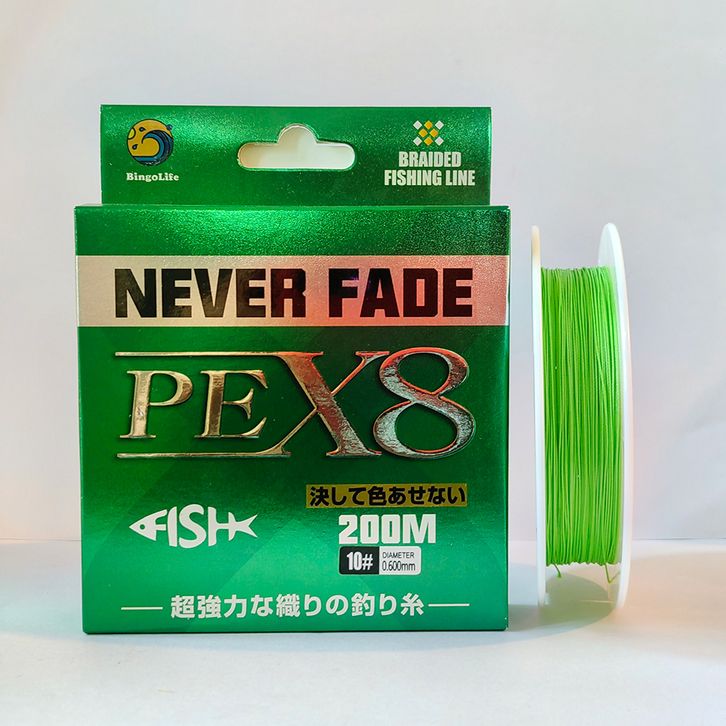 BingoLife
BRAIDED
FISHING LINE
NEVER FADE
PEX8
決して色あせない
FISH
200M
10# DIAMETER
0.600mm
超強力な織りの釣り糸